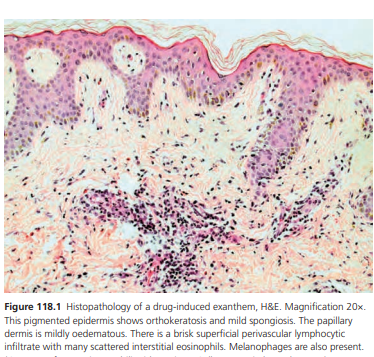 Figure 118.1 Histopathology of a drug-induced exanthem, H&E. Magnification 20×.
This pigmented epidermis shows orthokeratosis and mild spongiosis. The papillary
dermis is mildly oedematous. There is a brisk superficial perivascular lymphocytic
infiltrate with many scattered interstitial eosinophils. Melanophages are also present.